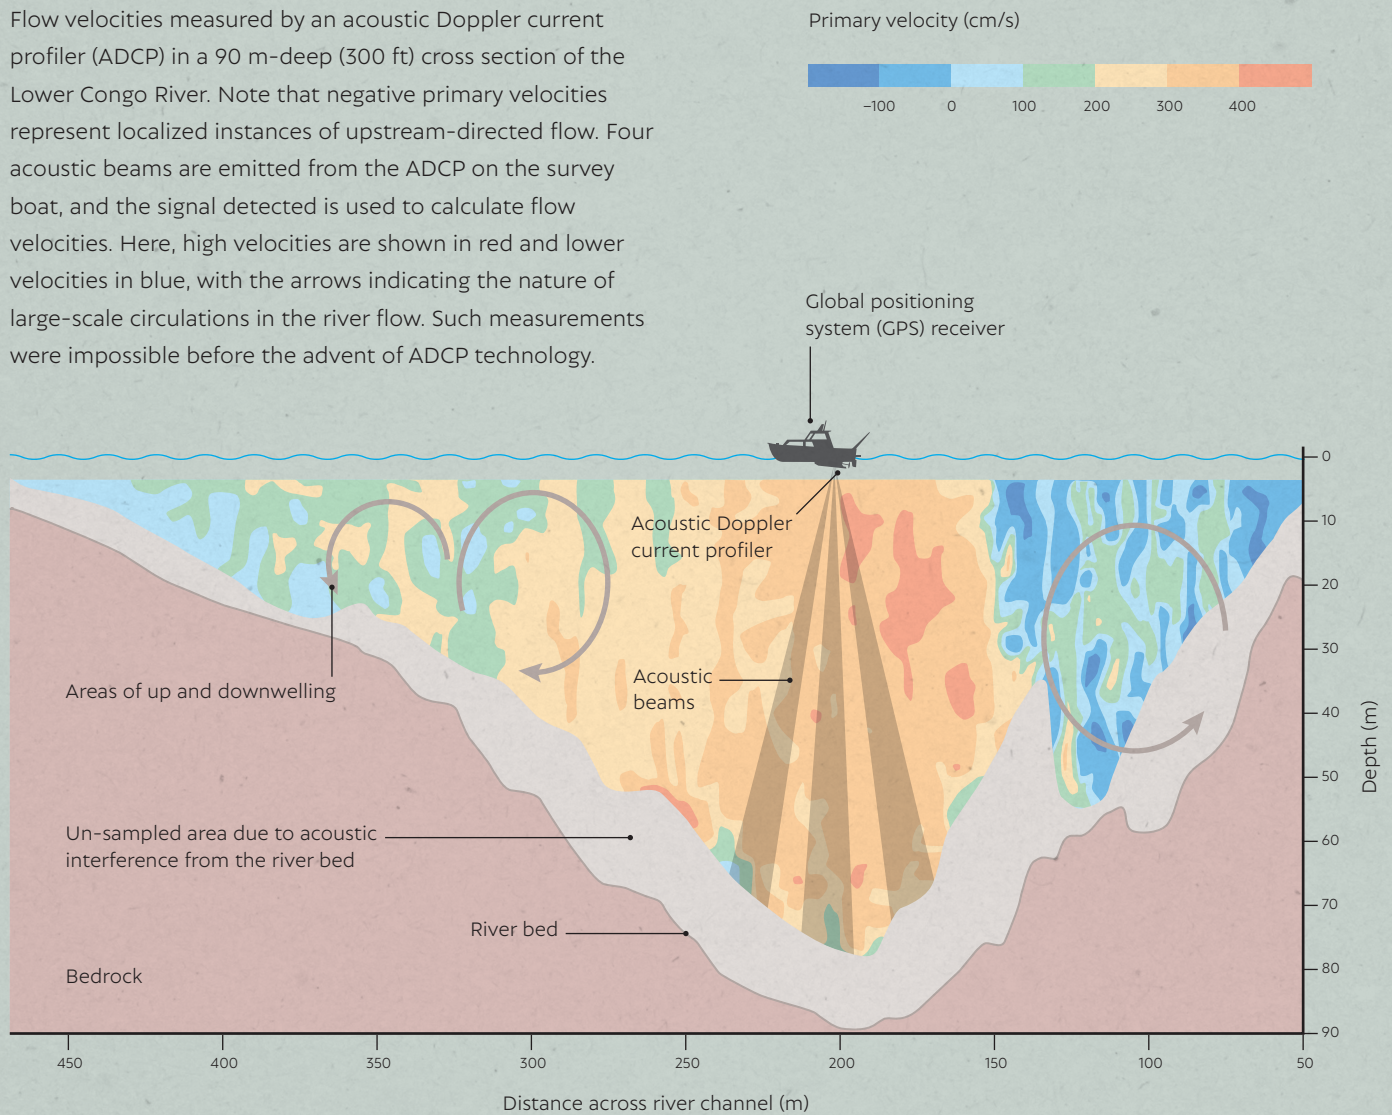 Flow velocities measured by an acoustic Doppler current
profiler (ADCP) in a 90 m-deep (300 ft) cross section of the
Lower Congo River. Note that negative primary velocities
represent localized instances of upstream-directed flow. Four
acoustic beams are emitted from the ADCP on the survey
boat, and the signal detected is used to calculate flow
velocities. Here, high velocities are shown in red and lower
velocities in blue, with the arrows indicating the nature of
large-scale circulations in the river flow. Such measurements
were impossible before the advent of ADCP technology.
Primary velocity (cm/s)
–100 0 100 200 300 400
Global positioning
system (GPS) receiver
Acoustic Doppler
current profiler
Acoustic
beams
Areas of up and downwelling
Un-sampled area due to acoustic
interference from the river bed
River bed
Bedrock
0
10
20
30
40
50
60
70
80
90
Depth (m)
450 400 350 300 250 200 150 100 50
Distance across river channel (m)